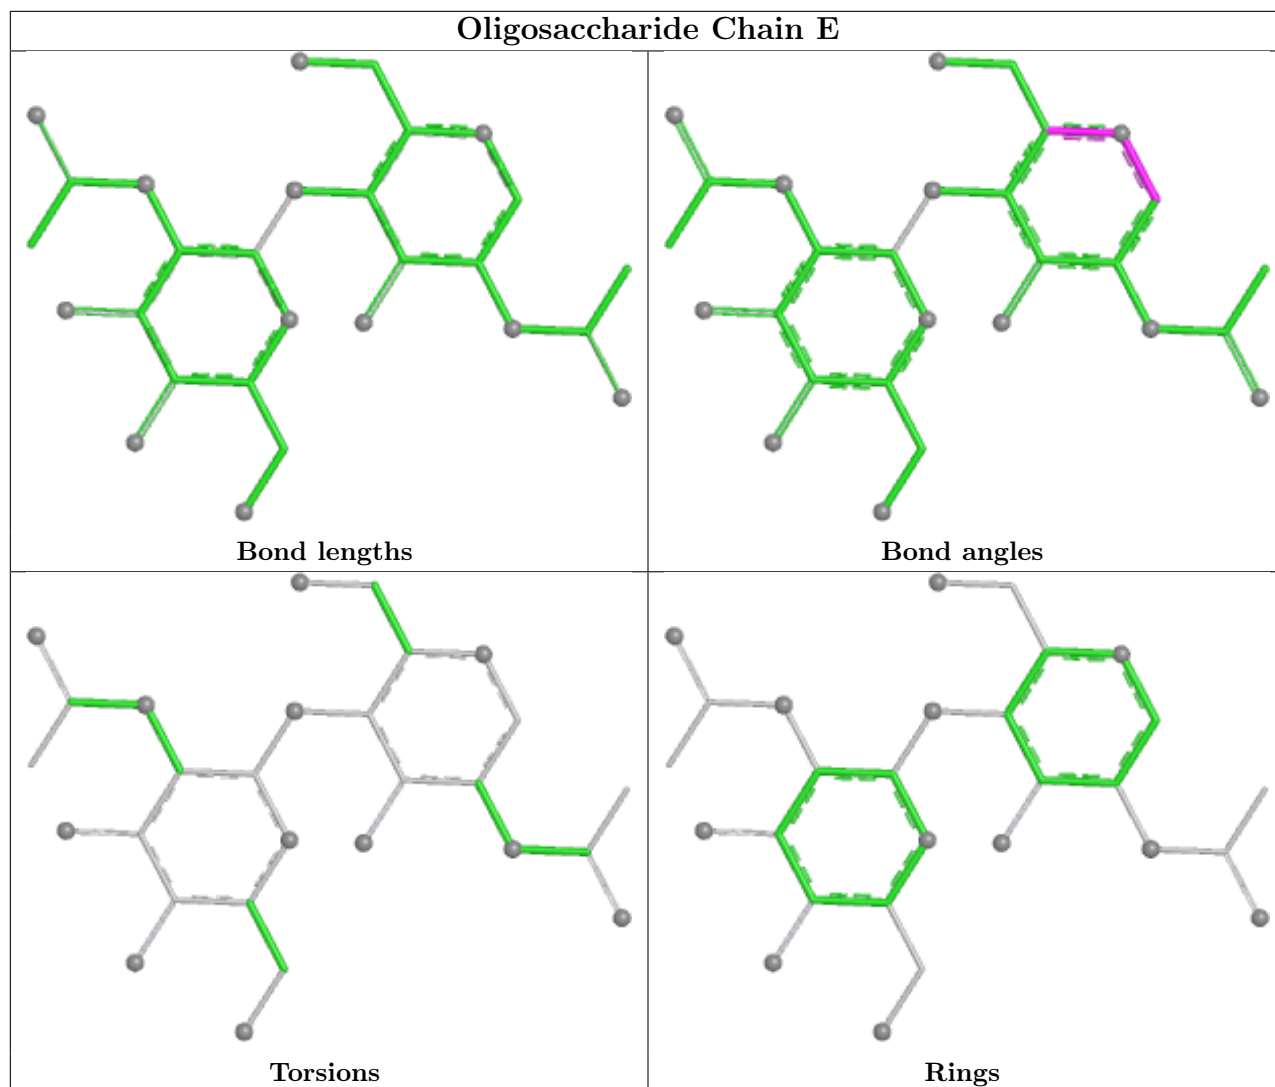 Oligosaccharide Chain E
Bond lengths
Bond angles
Torsions
Rings